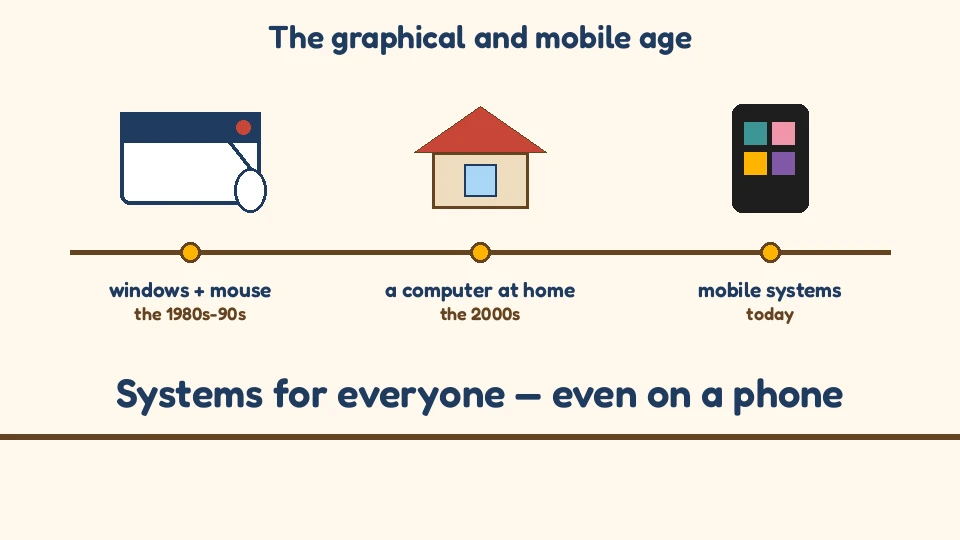 The graphical and mobile age
windows + mouse
the 1980s-90s
a computer at home
the 2000s
mobile systems
today
Systems for everyone — even on a phone